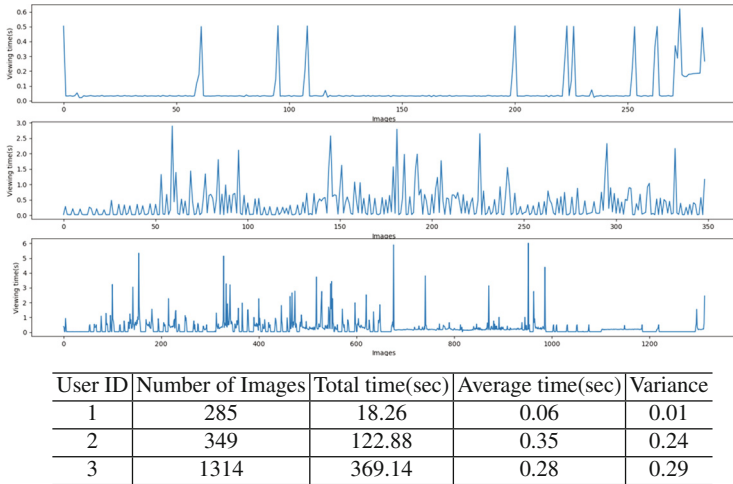 0.6
0.5
0.4
0.3
0.2
0.1
0.0
Viewing time(s)
0 50 100 150 200 250
Images
3.0
2.5
2.0
1.5
1.0
0.5
0.0
Viewing time(s)
0 50 100 150 200 250 300 350
Images
6
5
4
3
2
1
0
Viewing time(s)
0 200 400 600 800 1000 1200
Images
User ID Number of Images Total time(sec) Average time(sec) Variance
1 285 18.26 0.06 0.01
2 349 122.88 0.35 0.24
3 1314 369.14 0.28 0.29